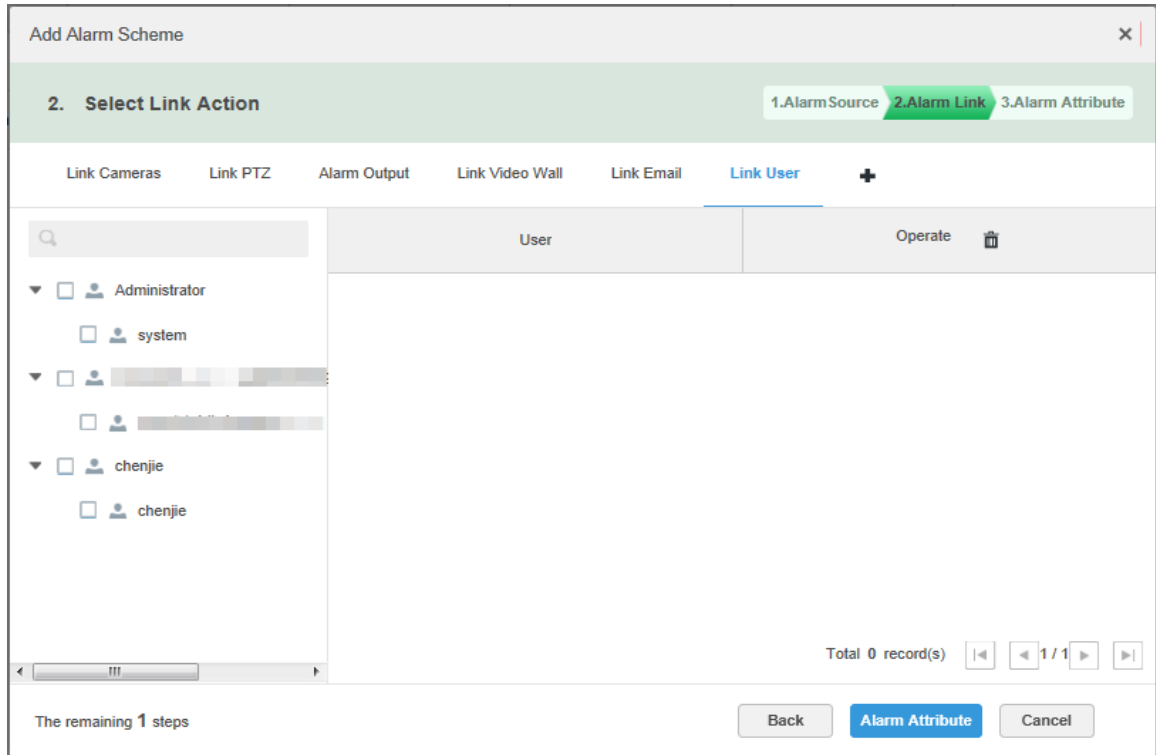 Add Alarm Scheme
2. Select Link Action
1.Alarm Source 2.Alarm Link 3.Alarm Attribute
Link Cameras Link PTZ Alarm Output Link Video Wall Link Email Link User
User Operate
Administrator
system
chenjie
chenjie
Total 0 record(s) 1 / 1
The remaining 1 steps
Back Alarm Attribute Cancel